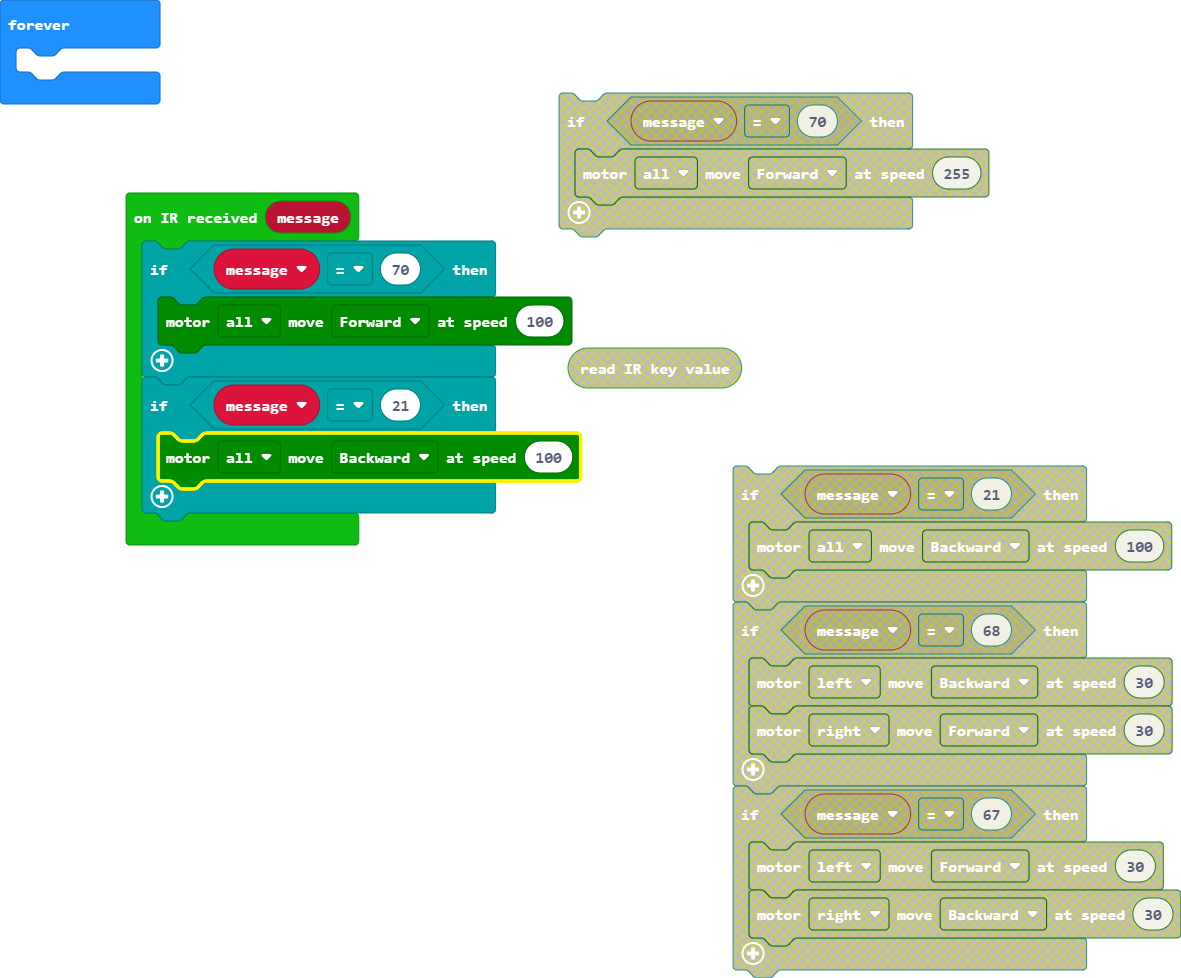 forever
if message = 70 then
motor all move Forward at speed 255
on IR received message
if message = 70 then
motor all move Forward at speed 100
if message = 21 then
motor all move Backward at speed 100
read IR key value
if message = 21 then
motor all move Backward at speed 100
if message = 68 then
motor left move Backward at speed 30
motor right move Forward at speed 30
if message = 67 then
motor left move Forward at speed 30
motor right move Backward at speed 30